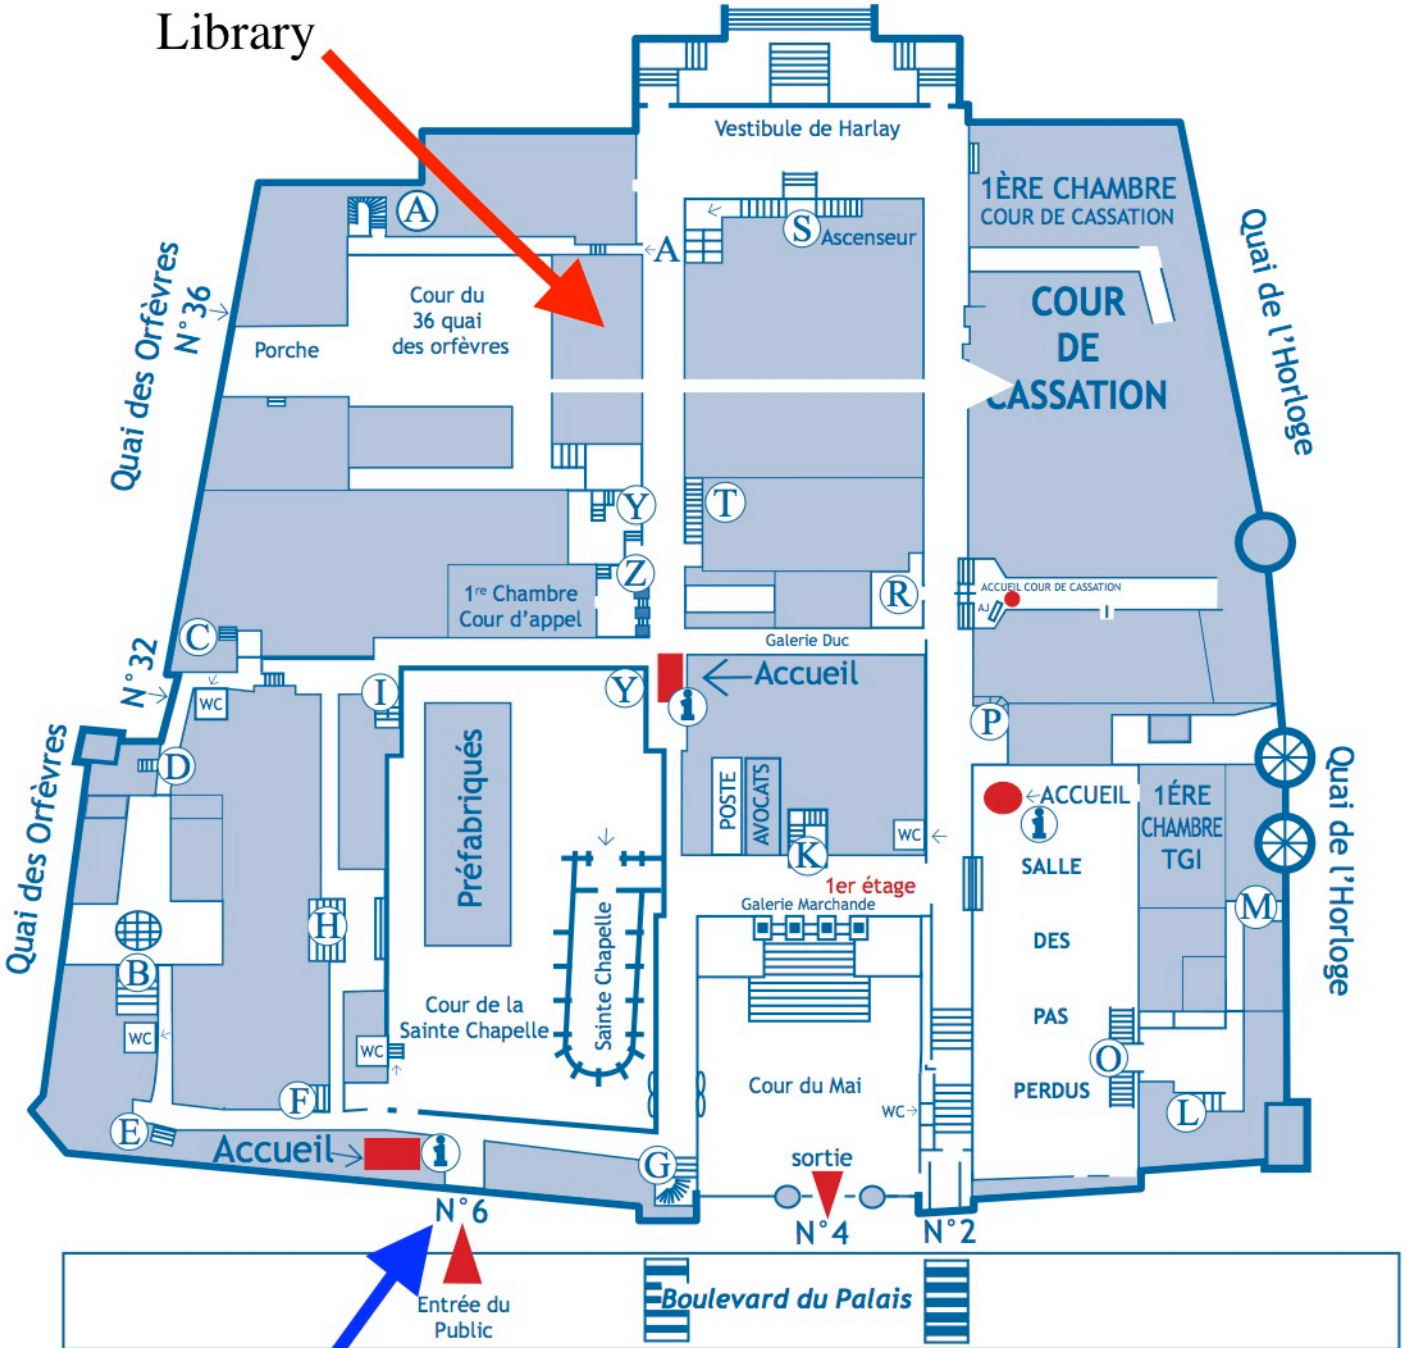 Library
Vestibule de Harlay
1ÈRE CHAMBRE
COUR DE CASSATION
A
S
Ascenseur
←A
Quai des Orfèvres
N°36
Cour du
36 quai
des orfèvres
Porche
COUR
DE
CASSATION
Quai de l'Horloge
Y
T
Z
1re Chambre
Cour d'appel
R
ACCUEIL COUR DE CASSATION
AJ
C
Galerie Duc
N°32
WC
I
Y
Accueil
i
P
D
Quai des Orfèvres
Préfabriqués
POSTE
AVOCATS
K
WC
←ACCUEIL
i
1ÉRE
CHAMBRE
TGI
Quai de l'Horloge
SALLE
DES
PAS
PERDUS
1er étage
Galerie Marchande
H
M
B
Sainte Chapelle
Cour de la
Sainte Chapelle
WC
WC
O
Cour du Mai
WC→
F
L
E
Accueil
i
G
sortie
N°6
N°4
N°2
Entrée du
Public
Boulevard du Palais